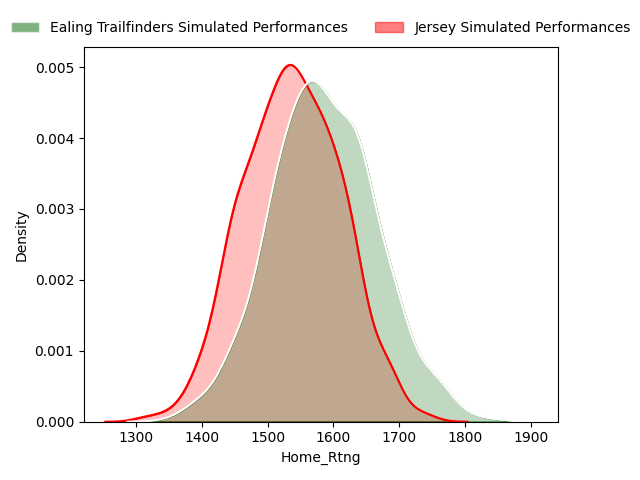 Ealing Trailfinders Simulated Performances Jersey Simulated Performances
0.005
0.004
0.003
0.002
0.001
0.000
Density
1300 1400 1500 1600 1700 1800 1900
Home_Rtng